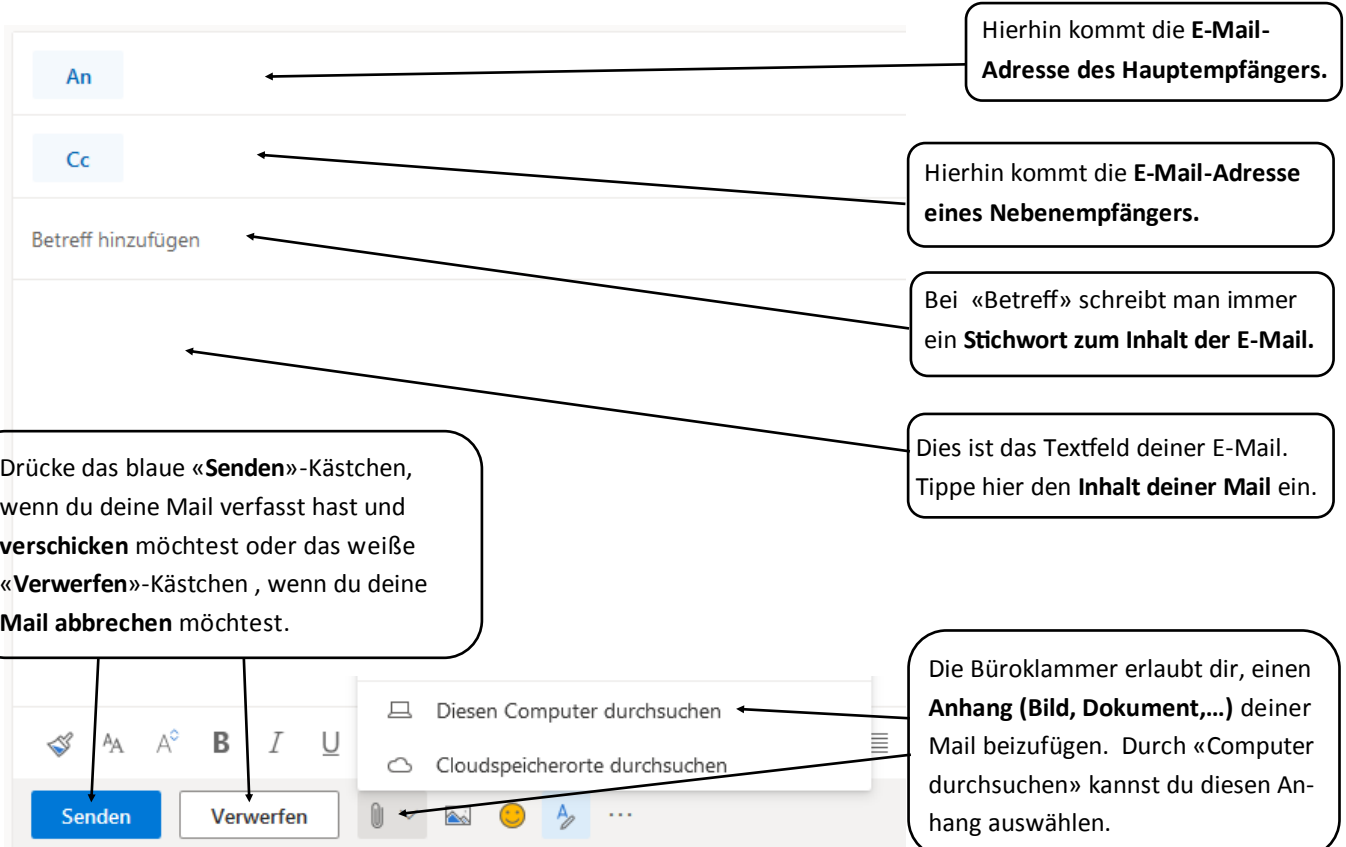 Hierhin kommt die E-Mail-
Adresse des Hauptempfängers.
An
Cc
Hierhin kommt die E-Mail-Adresse
eines Nebenempfängers.
Betreff hinzufügen
Bei «Betreff» schreibt man immer
ein Stichwort zum Inhalt der E-Mail.
Dies ist das Textfeld deiner E-Mail.
Tippe hier den Inhalt deiner Mail ein.
Drücke das blaue «Senden»-Kästchen,
wenn du deine Mail verfasst hast und
verschicken möchtest oder das weiße
«Verwerfen»-Kästchen , wenn du deine
Mail abbrechen möchtest.
Die Büroklammer erlaubt dir, einen
Anhang (Bild, Dokument,...) deiner
Mail beizufügen. Durch «Computer
durchsuchen» kannst du diesen An-
hang auswählen.
Diesen Computer durchsuchen
Cloudspeicherorte durchsuchen
AA A B I U
Senden
Verwerfen
A